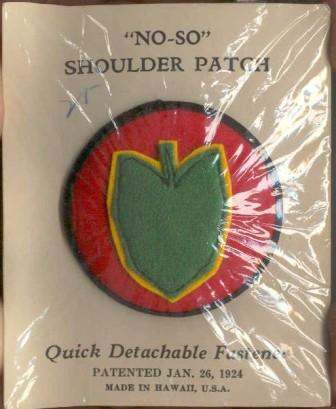 "NO-SO"
SHOULDER PATCH
75
Quick Detachable Fastener
PATENTED JAN. 26, 1924
MADE IN HAWAII, U.S.A.